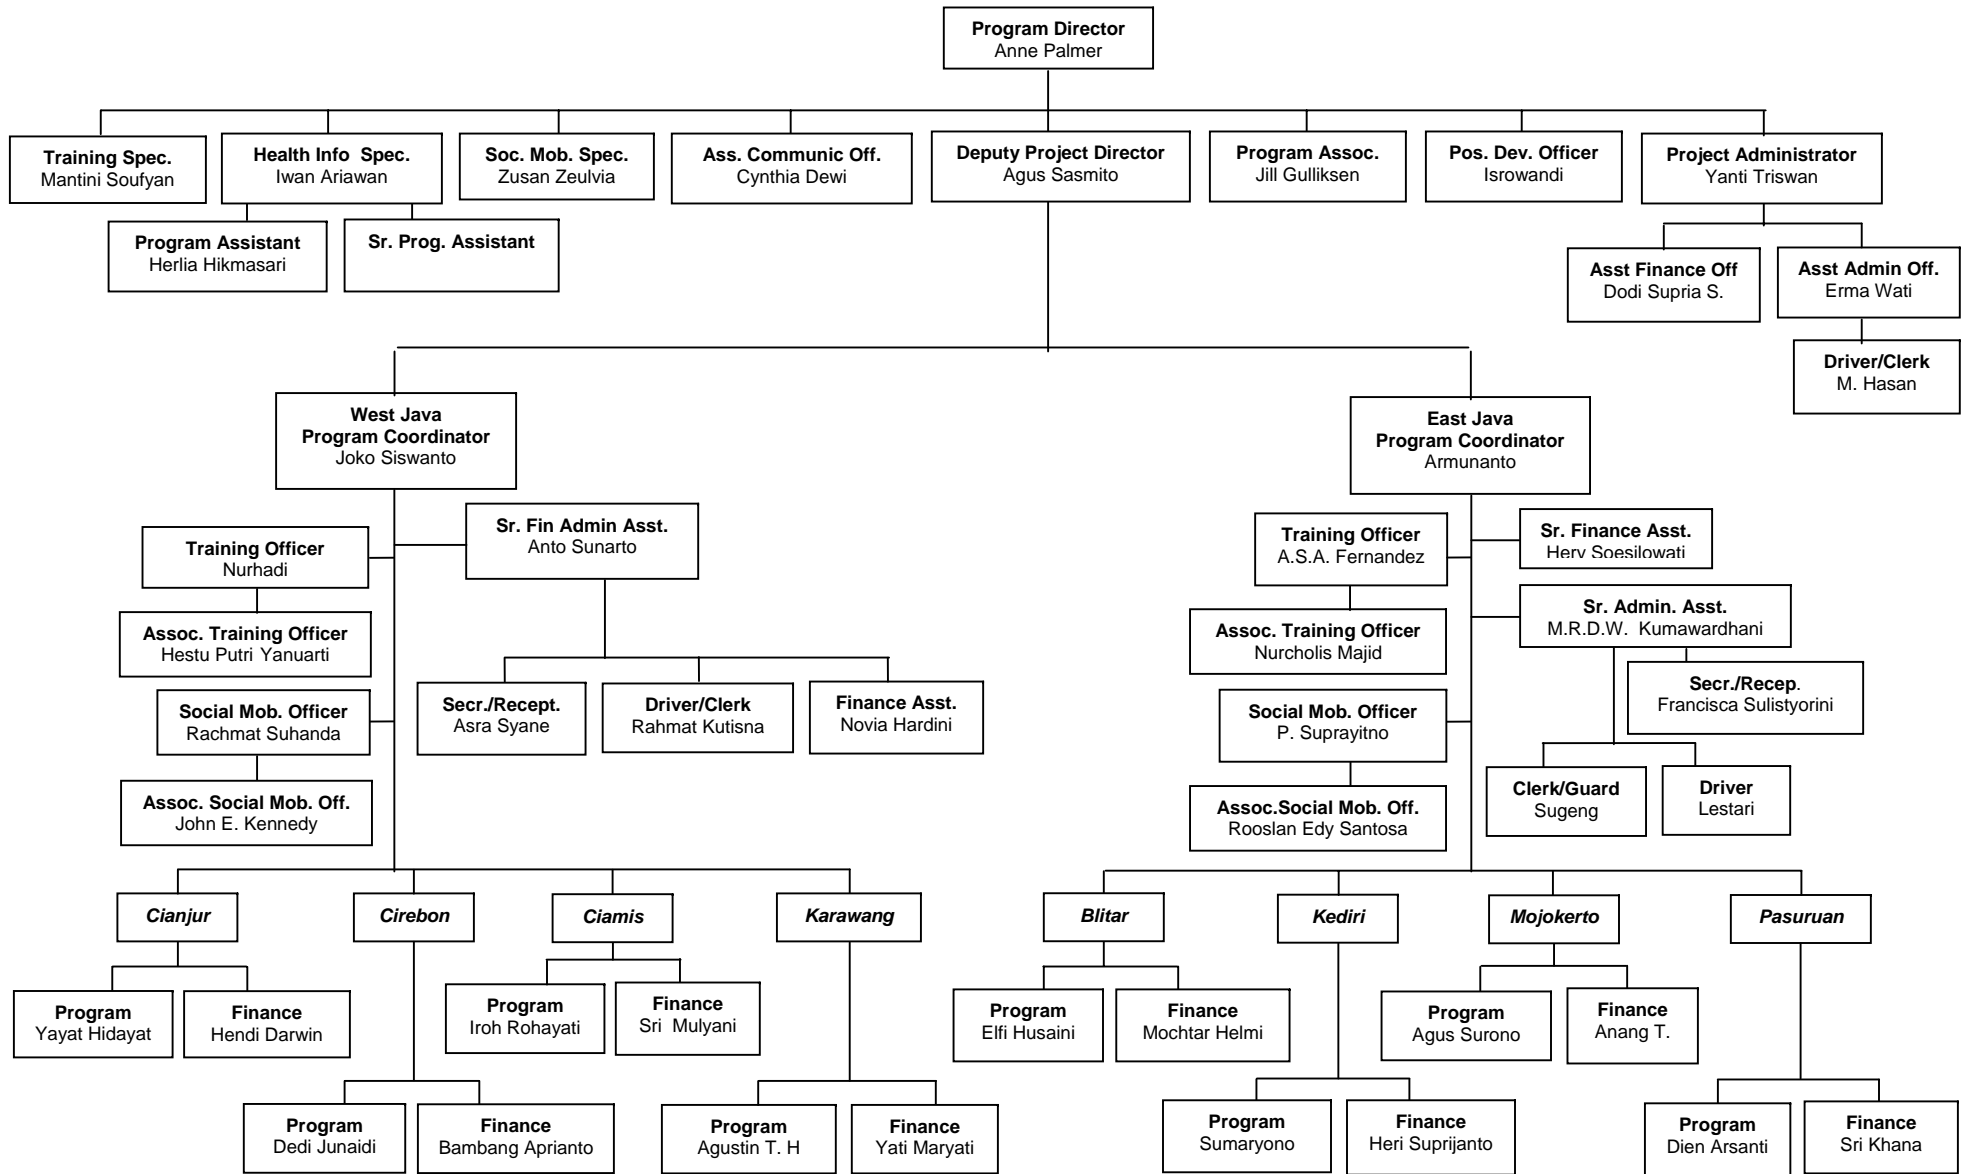 Program Director
Anne Palmer
Training Spec.
Mantini Soufyan
Health Info Spec.
Iwan Ariawan
Soc. Mob. Spec.
Zusan Zeulvia
Ass. Communic Off.
Cynthia Dewi
Deputy Project Director
Agus Sasmito
Program Assoc.
Jill Gulliksen
Pos. Dev. Officer
Isrowandi
Project Administrator
Yanti Triswan
Program Assistant
Herlia Hikmasari
Sr. Prog. Assistant
Asst Finance Off
Dodi Supria S.
Asst Admin Off.
Erma Wati
Driver/Clerk
M. Hasan
West Java
Program Coordinator
Joko Siswanto
East Java
Program Coordinator
Armunanto
Training Officer
Nurhadi
Sr. Fin Admin Asst.
Anto Sunarto
Assoc. Training Officer
Hestu Putri Yanuarti
Social Mob. Officer
Rachmat Suhanda
Assoc. Social Mob. Off.
John E. Kennedy
Secr./Recept.
Asra Syane
Driver/Clerk
Rahmat Kutisna
Finance Asst.
Novia Hardini
Training Officer
A.S.A. Fernandez
Sr. Finance Asst.
Hery Soesilowati
Assoc. Training Officer
Nurcholis Majid
Sr. Admin. Asst.
M.R.D.W. Kumawardhani
Secr./Recep.
Francisca Sulistyorini
Social Mob. Officer
P. Suprayitno
Assoc.Social Mob. Off.
Rooslan Edy Santosa
Clerk/Guard
Sugeng
Driver
Lestari
Cianjur
Cirebon
Ciamis
Karawang
Blitar
Kediri
Mojokerto
Pasuruan
Program
Yayat Hidayat
Finance
Hendi Darwin
Program
Iroh Rohayati
Finance
Sri Mulyani
Program
Elfi Husaini
Finance
Mochtar Helmi
Program
Agus Surono
Finance
Anang T.
Program
Dedi Junaidi
Finance
Bambang Aprianto
Program
Agustin T. H
Finance
Yati Maryati
Program
Sumaryono
Finance
Heri Suprijanto
Program
Dien Arsanti
Finance
Sri Khana